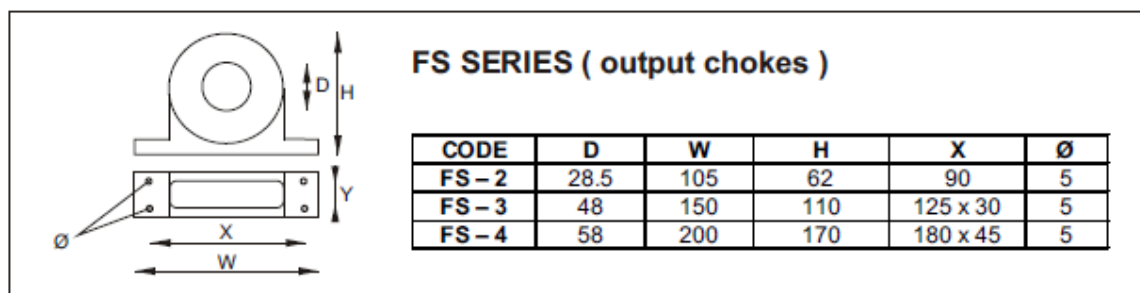 FS SERIES ( output chokes )
D
H
Y
Ø
X
W
CODE D W H X Ø
FS – 2 28.5 105 62 90 5
FS – 3 48 150 110 125 x 30 5
FS – 4 58 200 170 180 x 45 5